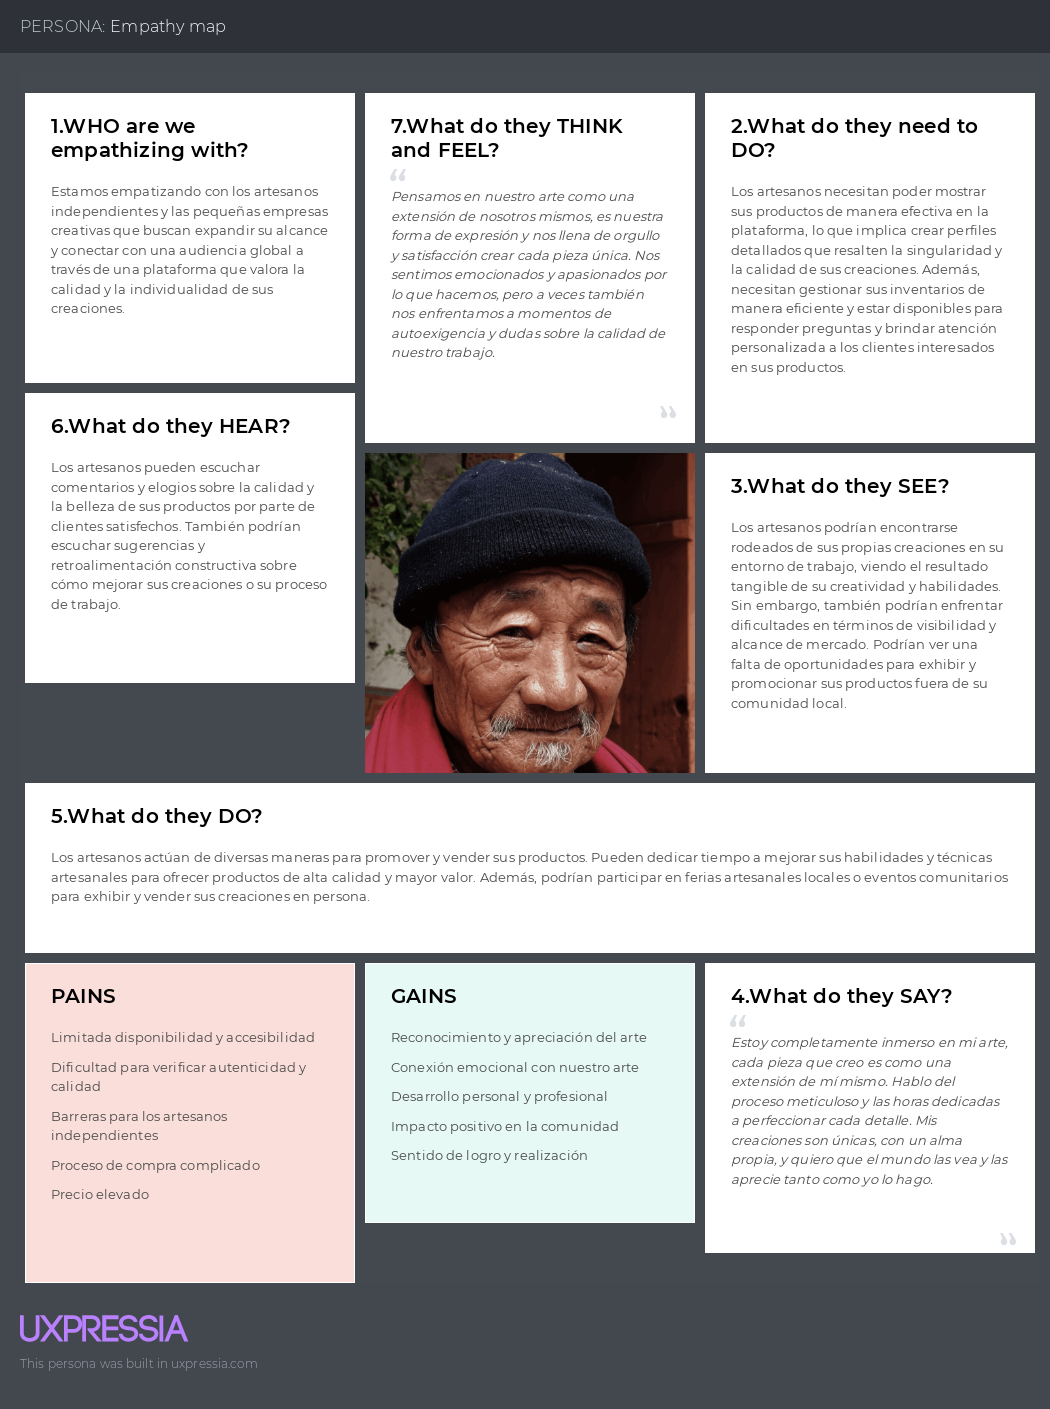 PERSONA: Empathy map
1.WHO are we
empathizing with?
Estamos empatizando con los artesanos
independientes y las pequeñas empresas
creativas que buscan expandir su alcance
y conectar con una audiencia global a
través de una plataforma que valora la
calidad y la individualidad de sus
creaciones.
7.What do they THINK
and FEEL?
“
Pensamos en nuestro arte como una
extensión de nosotros mismos, es nuestra
forma de expresión y nos llena de orgullo
y satisfacción crear cada pieza única. Nos
sentimos emocionados y apasionados por
lo que hacemos, pero a veces también
nos enfrentamos a momentos de
autoexigencia y dudas sobre la calidad de
nuestro trabajo.
”
2.What do they need to
DO?
Los artesanos necesitan poder mostrar
sus productos de manera efectiva en la
plataforma, lo que implica crear perfiles
detallados que resalten la singularidad y
la calidad de sus creaciones. Además,
necesitan gestionar sus inventarios de
manera eficiente y estar disponibles para
responder preguntas y brindar atención
personalizada a los clientes interesados
en sus productos.
6.What do they HEAR?
Los artesanos pueden escuchar
comentarios y elogios sobre la calidad y
la belleza de sus productos por parte de
clientes satisfechos. También podrían
escuchar sugerencias y
retroalimentación constructiva sobre
cómo mejorar sus creaciones o su proceso
de trabajo.
3.What do they SEE?
Los artesanos podrían encontrarse
rodeados de sus propias creaciones en su
entorno de trabajo, viendo el resultado
tangible de su creatividad y habilidades.
Sin embargo, también podrían enfrentar
dificultades en términos de visibilidad y
alcance de mercado. Podrían ver una
falta de oportunidades para exhibir y
promocionar sus productos fuera de su
comunidad local.
5.What do they DO?
Los artesanos actúan de diversas maneras para promover y vender sus productos. Pueden dedicar tiempo a mejorar sus habilidades y técnicas
artesanales para ofrecer productos de alta calidad y mayor valor. Además, podrían participar en ferias artesanales locales o eventos comunitarios
para exhibir y vender sus creaciones en persona.
PAINS
Limitada disponibilidad y accesibilidad
Dificultad para verificar autenticidad y
calidad
Barreras para los artesanos
independientes
Proceso de compra complicado
Precio elevado
GAINS
Reconocimiento y apreciación del arte
Conexión emocional con nuestro arte
Desarrollo personal y profesional
Impacto positivo en la comunidad
Sentido de logro y realización
4.What do they SAY?
“
Estoy completamente inmerso en mi arte,
cada pieza que creo es como una
extensión de mí mismo. Hablo del
proceso meticuloso y las horas dedicadas
a perfeccionar cada detalle. Mis
creaciones son únicas, con un alma
propia, y quiero que el mundo las vea y las
aprecie tanto como yo lo hago.
”
UXPRESSIA
This persona was built in uxpressia.com